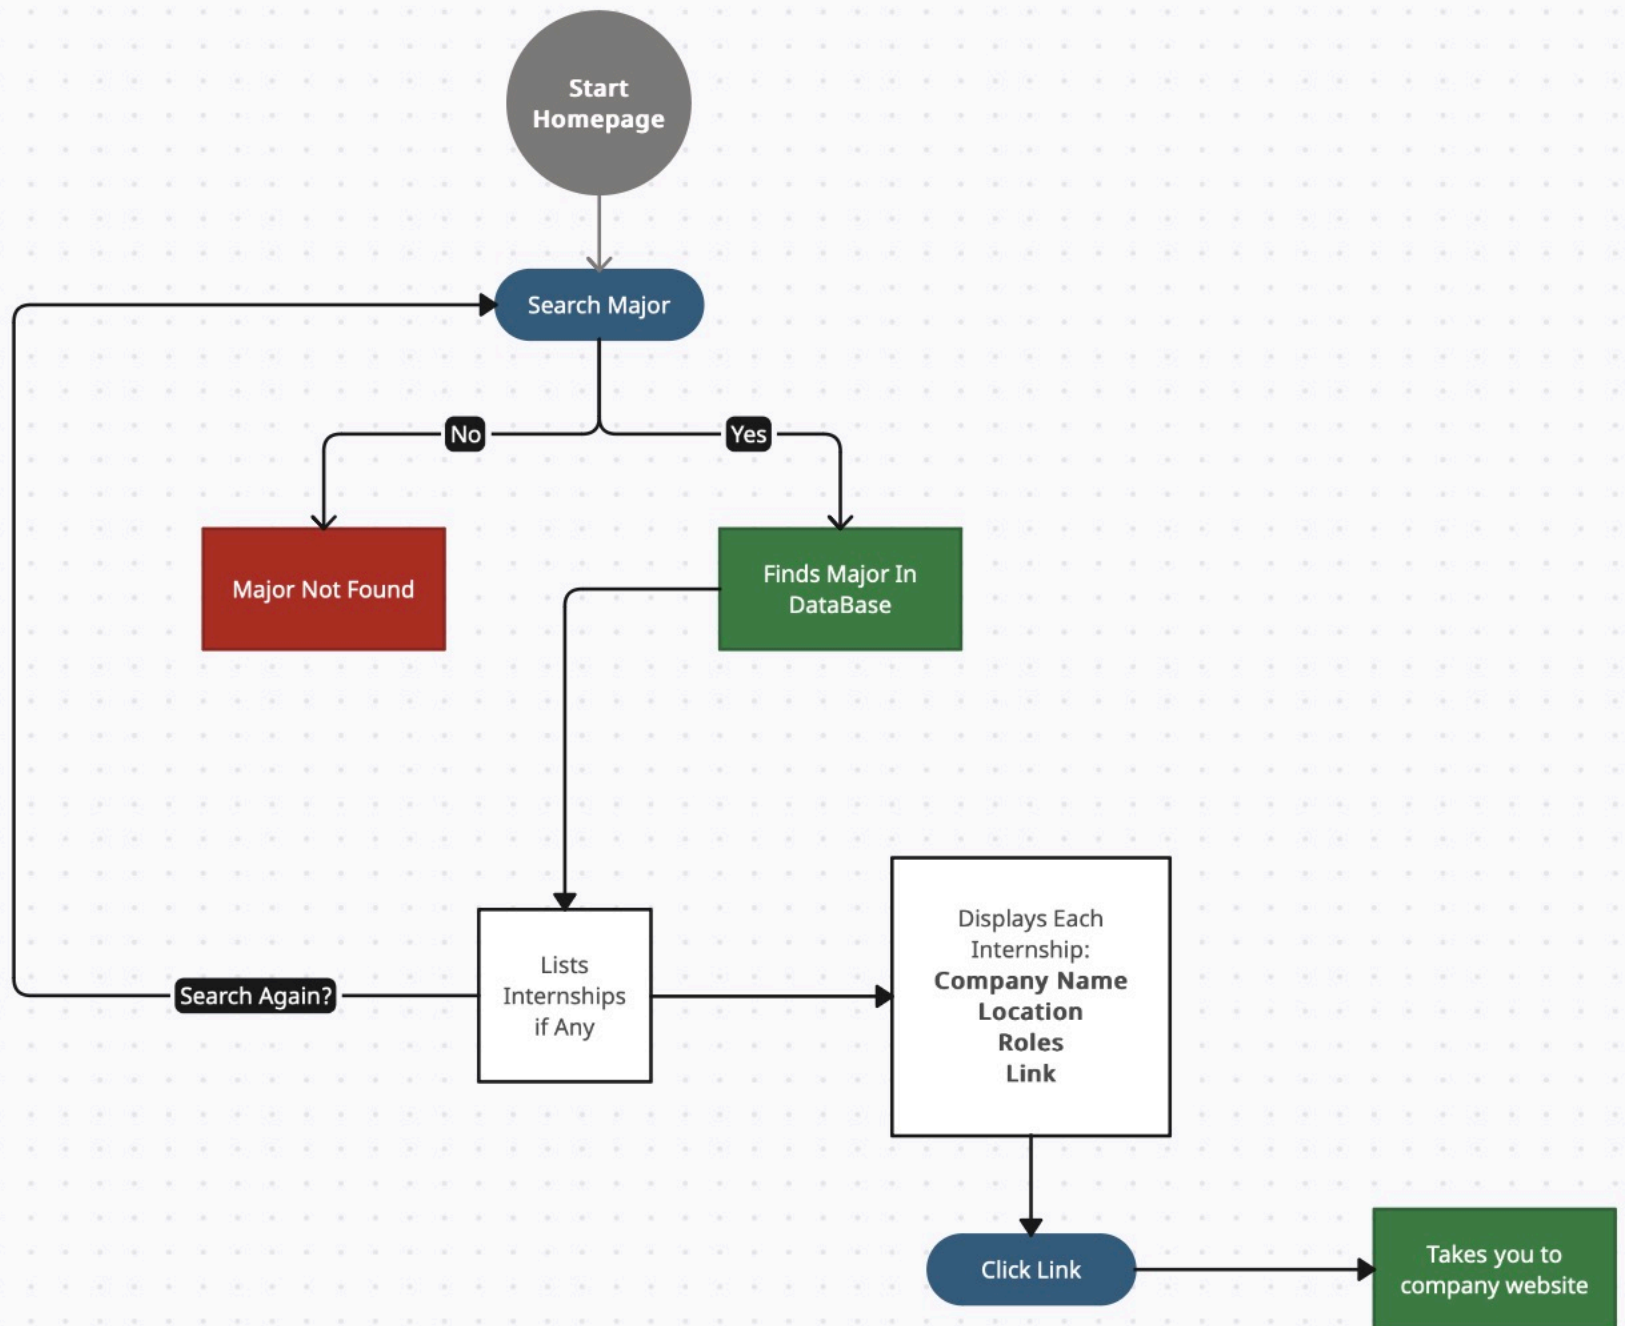 Start
Homepage
Search Major
No
Yes
Major Not Found
Finds Major In
DataBase
Displays Each
Internship:
Company Name
Location
Roles
Link
Lists
Internships
if Any
Search Again?
Click Link
Takes you to
company website